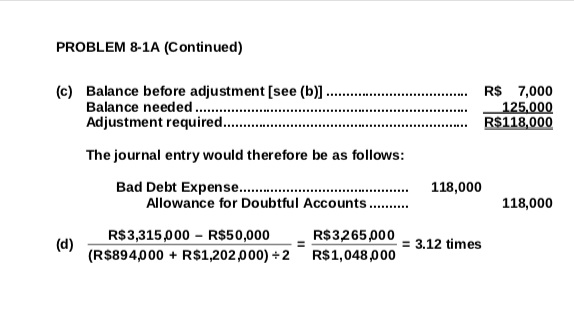 PROBLEM 8-1A (Continued)
(c) Balance before adjustment [see (b)] ................................... R$ 7,000
Balance needed .................................................................. 125,000
Adjustment required............................................................ R$118,000
The journal entry would therefore be as follows:
Bad Debt Expense.......................................... 118,000
Allowance for Doubtful Accounts .......... 118,000
(d) R$3,315,000 – R$50,000 / (R$894,000 + R$1,202,000) ÷ 2 = R$3,265,000 / R$1,048,000 = 3.12 times